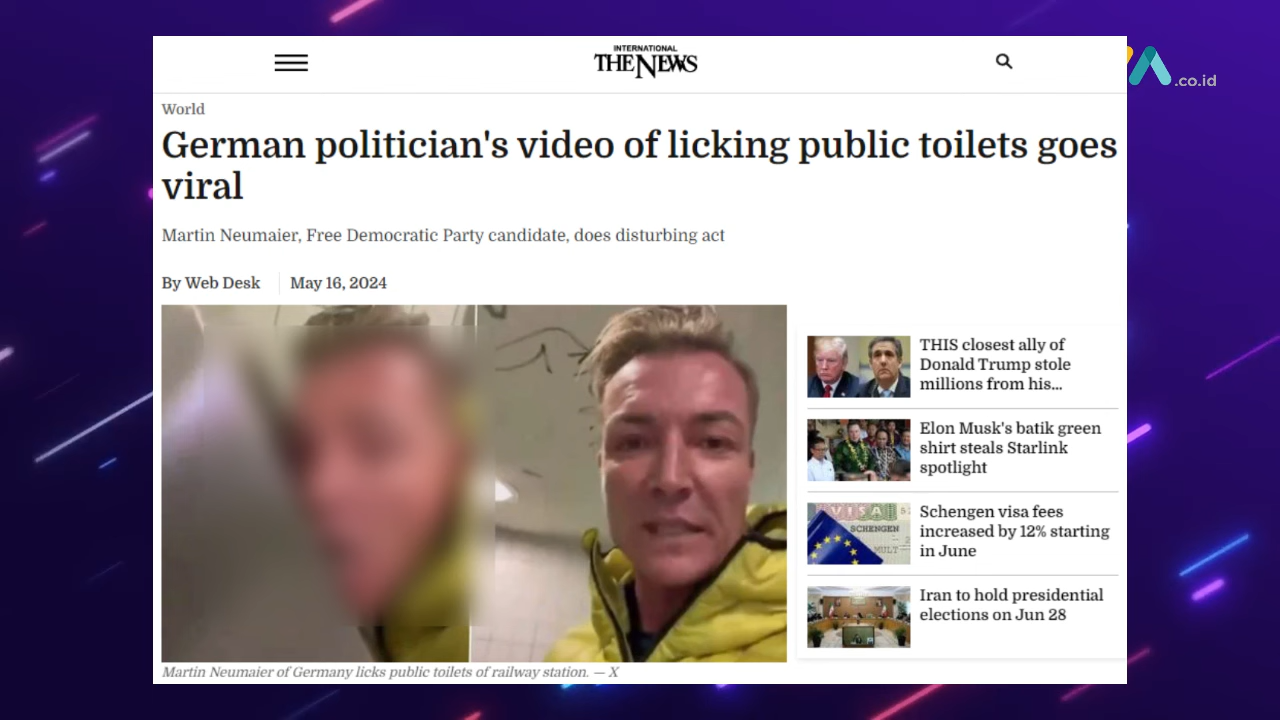 INTERNATIONAL
THE NEWS
.co.id
World
German politician's video of licking public toilets goes
viral
Martin Neumaier, Free Democratic Party candidate, does disturbing act
By Web Desk
May 16, 2024
THIS closest ally of
Donald Trump stole
millions from his...
Elon Musk's batik green
shirt steals Starlink
spotlight
VISA
SCHENGEN
MULT
Schengen visa fees
increased by 12% starting
in June
Iran to hold presidential
elections on Jun 28
Martin Neumaier of Germany licks public toilets of railway station. — X